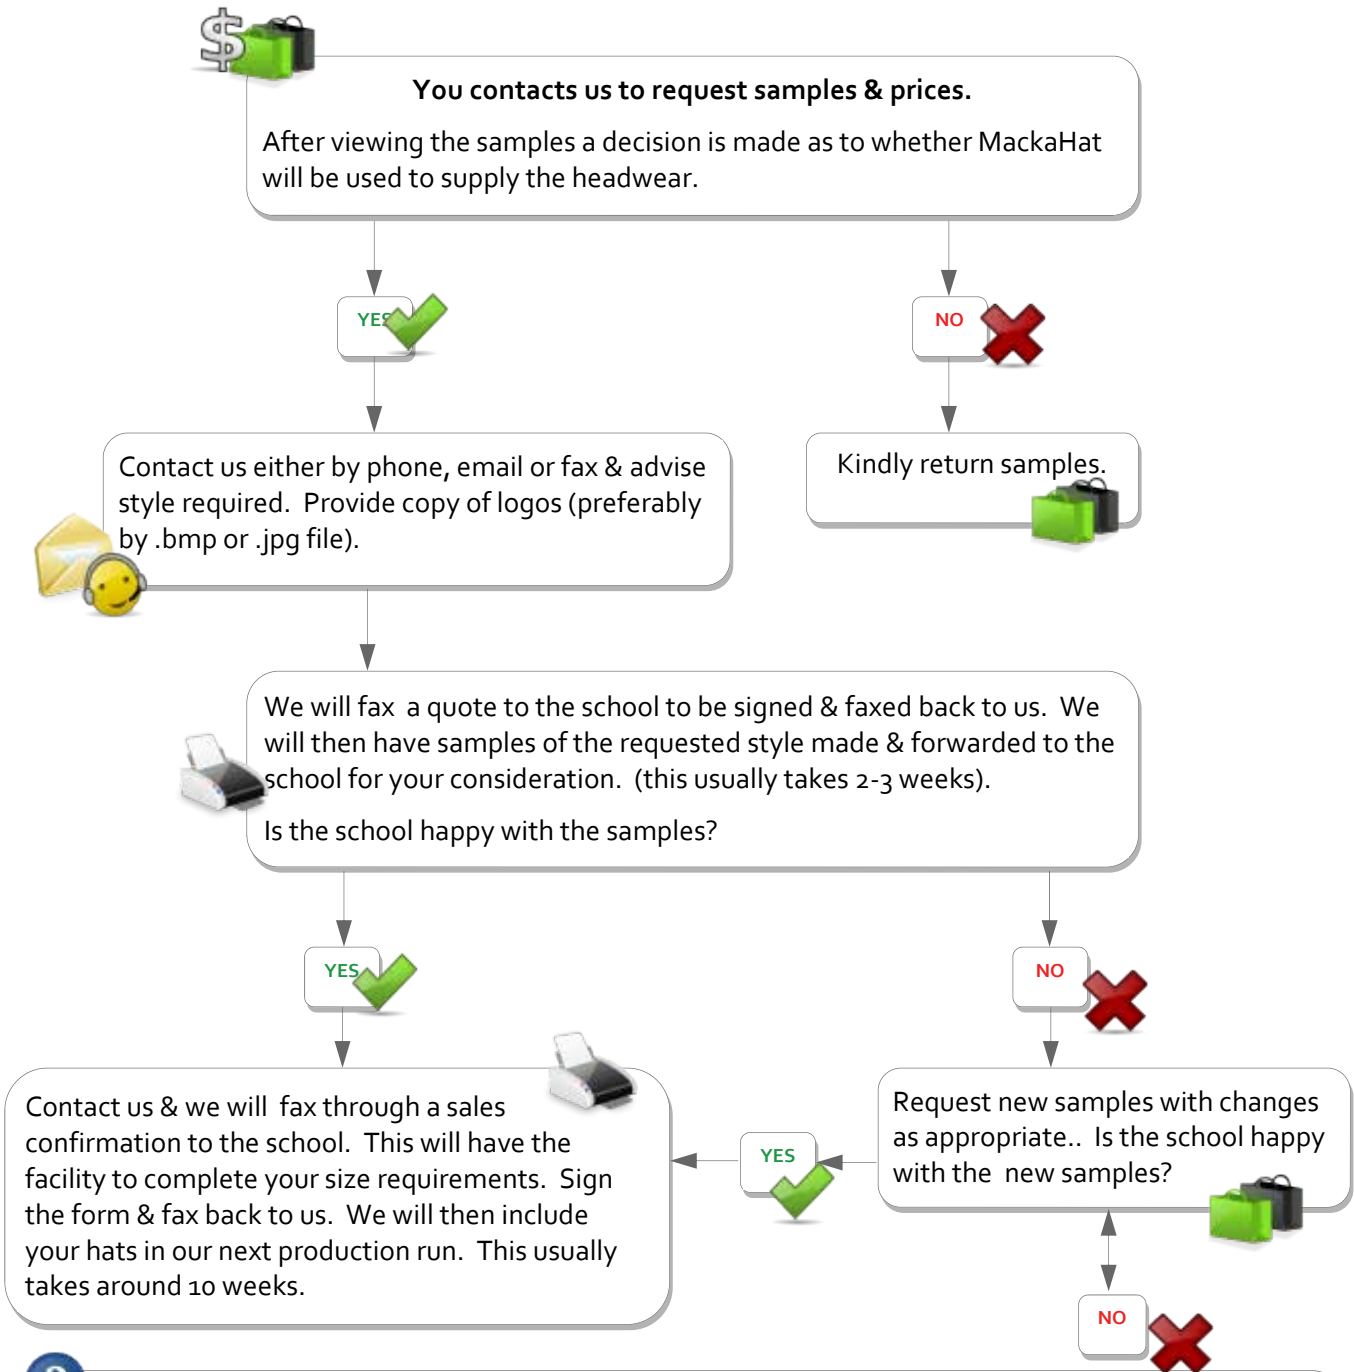 You contacts us to request samples & prices.
After viewing the samples a decision is made as to whether MackaHat
will be used to supply the headwear.
YES
NO
Contact us either by phone, email or fax & advise
style required.  Provide copy of logos (preferably
by .bmp or .jpg file).
Kindly return samples.
We will fax  a quote to the school to be signed & faxed back to us.  We
will then have samples of the requested style made & forwarded to the
school for your consideration.  (this usually takes 2-3 weeks).
Is the school happy with the samples?
YES
NO
Contact us & we will  fax through a sales
confirmation to the school.  This will have the
facility to complete your size requirements.  Sign
the form & fax back to us.  We will then include
your hats in our next production run.  This usually
takes around 10 weeks.
YES
Request new samples with changes
as appropriate..  Is the school happy
with the  new samples?
NO